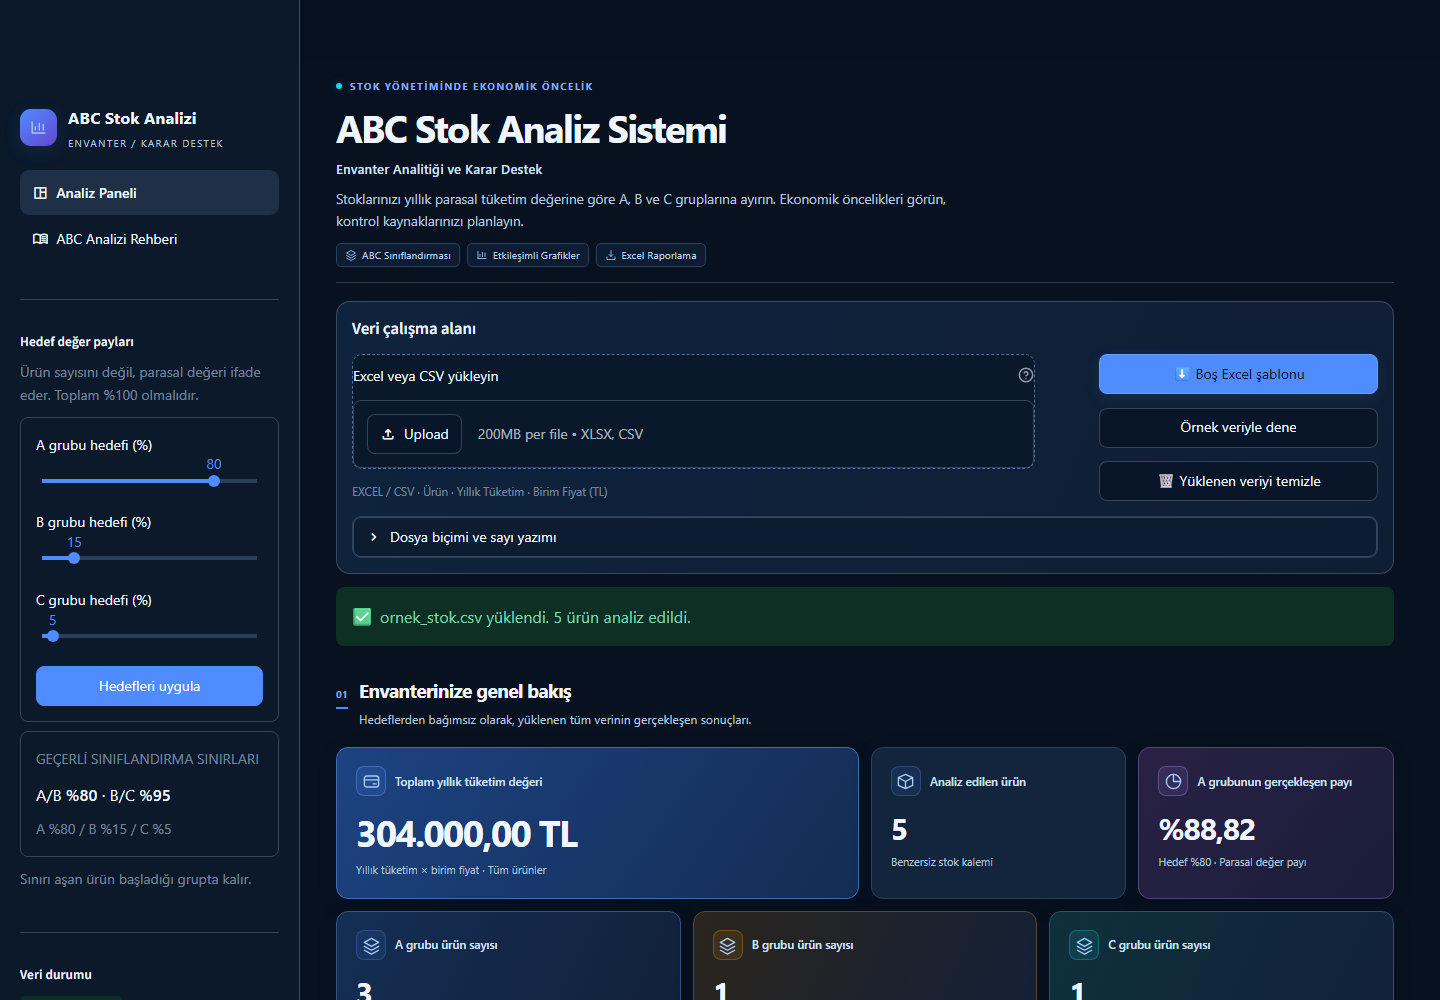 ABC Stok Analizi
ENVANTER / KARAR DESTEK
Analiz Paneli
ABC Analizi Rehberi
Hedef değer payları
Ürün sayısını değil, parasal değeri ifade
eder. Toplam %100 olmalıdır.
A grubu hedefi (%)
80
B grubu hedefi (%)
15
C grubu hedefi (%)
5
Hedefleri uygula
GEÇERLİ SINIFLANDIRMA SINIRLARI
A/B %80 · B/C %95
A %80 / B %15 / C %5
Sınırı aşan ürün başladığı grupta kalır.
Veri durumu
STOK YÖNETİMİNDE EKONOMİK ÖNCELİK
ABC Stok Analiz Sistemi
Envanter Analitiği ve Karar Destek
Stoklarınızı yıllık parasal tüketim değerine göre A, B ve C gruplarına ayırın. Ekonomik öncelikleri görün,
kontrol kaynaklarınızı planlayın.
ABC Sınıflandırması
Etkileşimli Grafikler
Excel Raporlama
Veri çalışma alanı
Excel veya CSV yükleyin
Upload
200MB per file • XLSX, CSV
EXCEL / CSV · Ürün · Yıllık Tüketim · Birim Fiyat (TL)
Boş Excel şablonu
Örnek veriyle dene
Yüklenen veriyi temizle
Dosya biçimi ve sayı yazımı
ornek_stok.csv yüklendi. 5 ürün analiz edildi.
01
Envanterinize genel bakış
Hedeflerden bağımsız olarak, yüklenen tüm verinin gerçekleşen sonuçları.
Toplam yıllık tüketim değeri
304.000,00 TL
Yıllık tüketim × birim fiyat · Tüm ürünler
Analiz edilen ürün
5
Benzersiz stok kalemi
A grubunun gerçekleşen payı
%88,82
Hedef %80 · Parasal değer payı
A grubu ürün sayısı
3
B grubu ürün sayısı
1
C grubu ürün sayısı
1